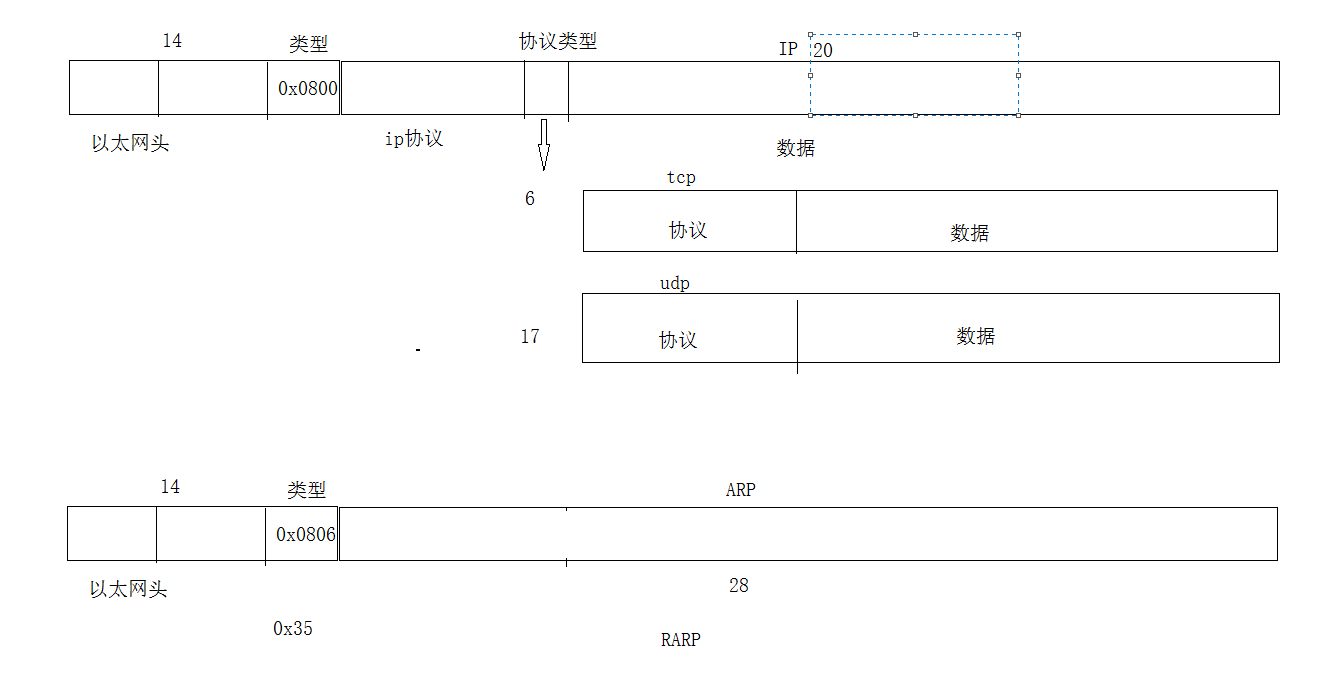 14
类型
协议类型
IP 20
0x0800
以太网头
ip协议
数据
tcp
6
协议
数据
udp
17
协议
数据
14
类型
ARP
0x0806
以太网头
28
0x35
RARP